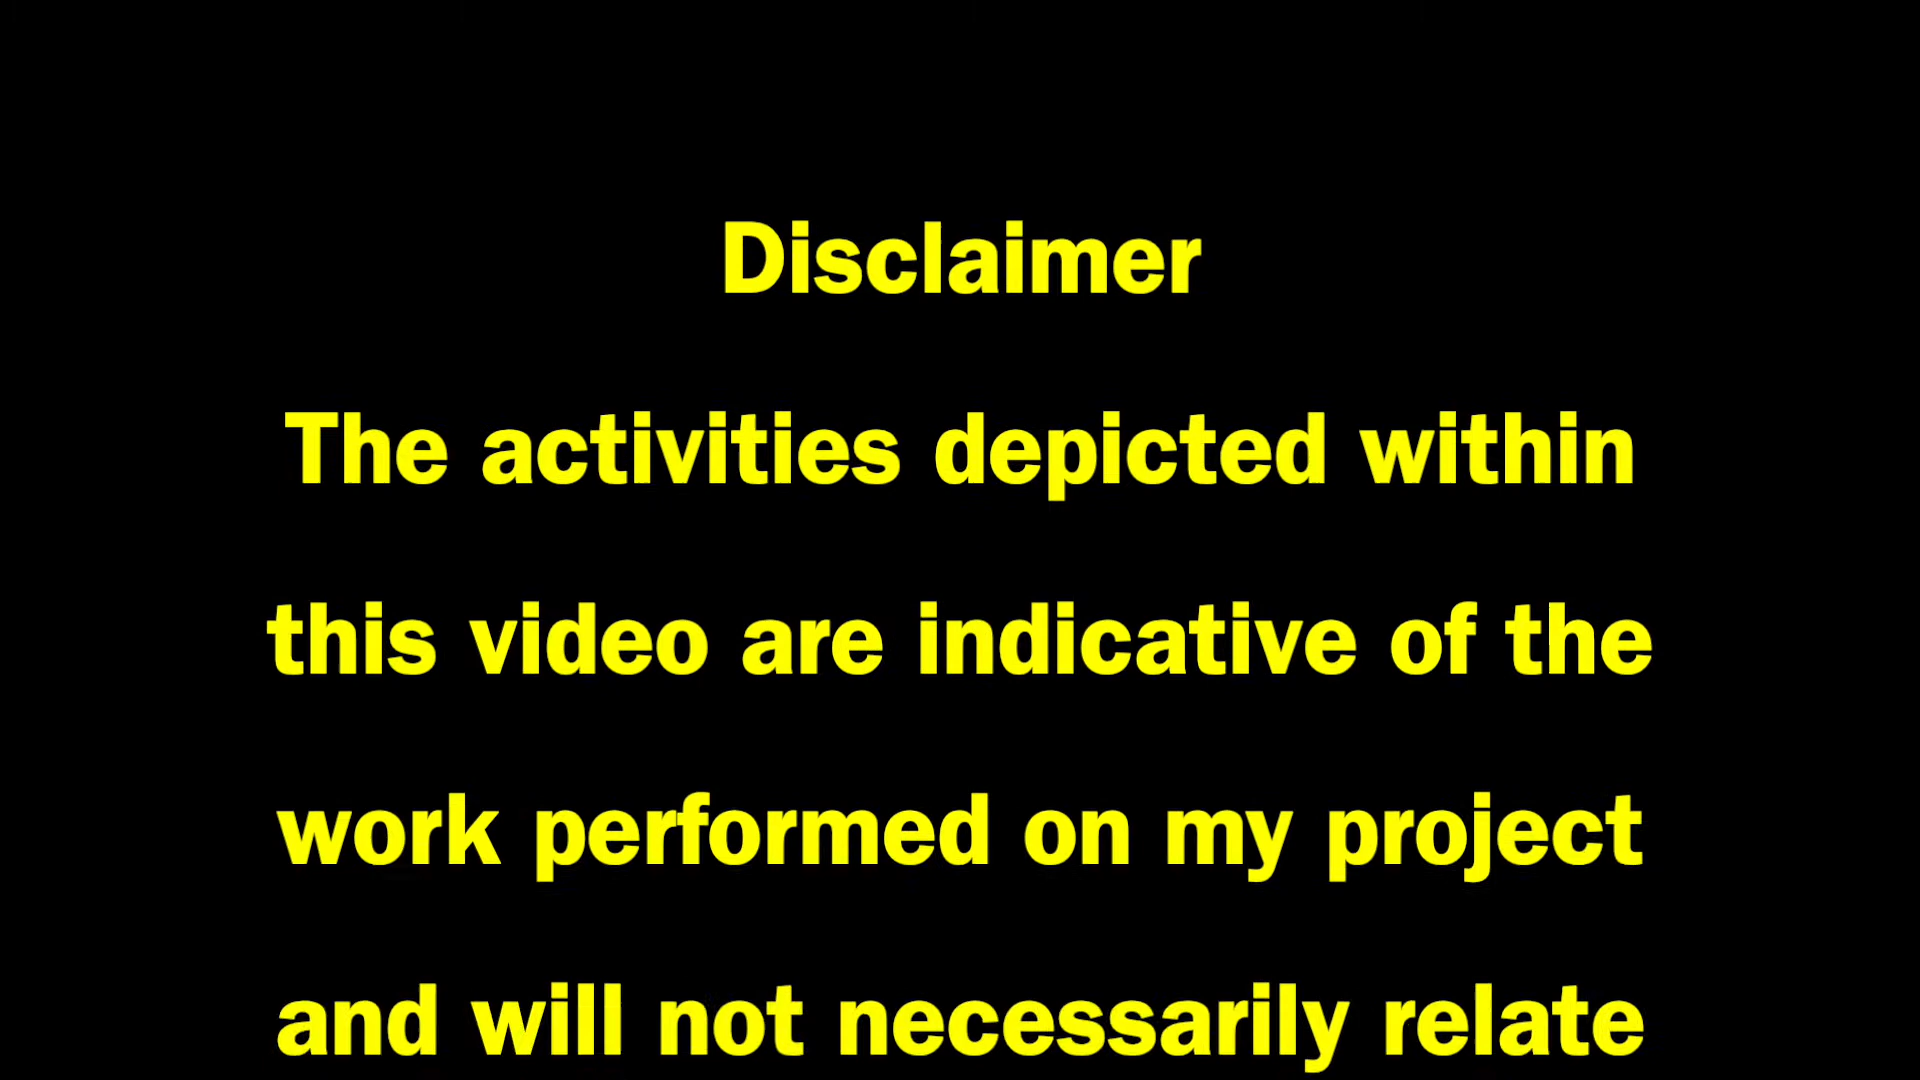 Disclaimer
The activities depicted within
this video are indicative of the
work performed on my project
and will not necessarily relate